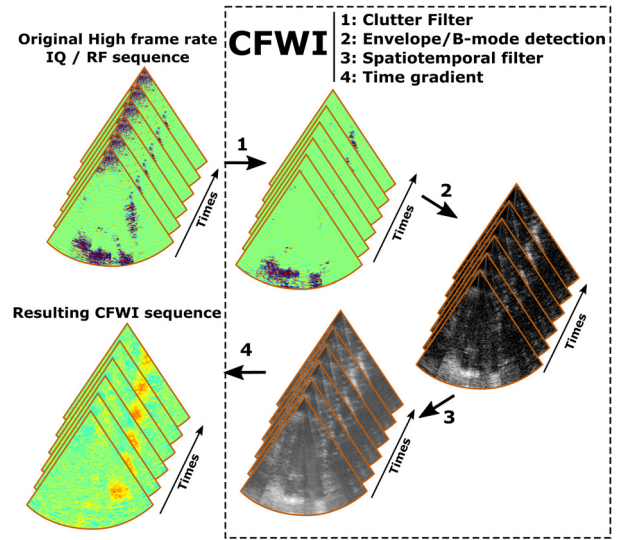 Original High frame rate
IQ / RF sequence
CFWI
1: Clutter Filter
2: Envelope/B-mode detection
3: Spatiotemporal filter
4: Time gradient
1
Times
Times
2
Times
Resulting CFWI sequence
4
3
Times
Times